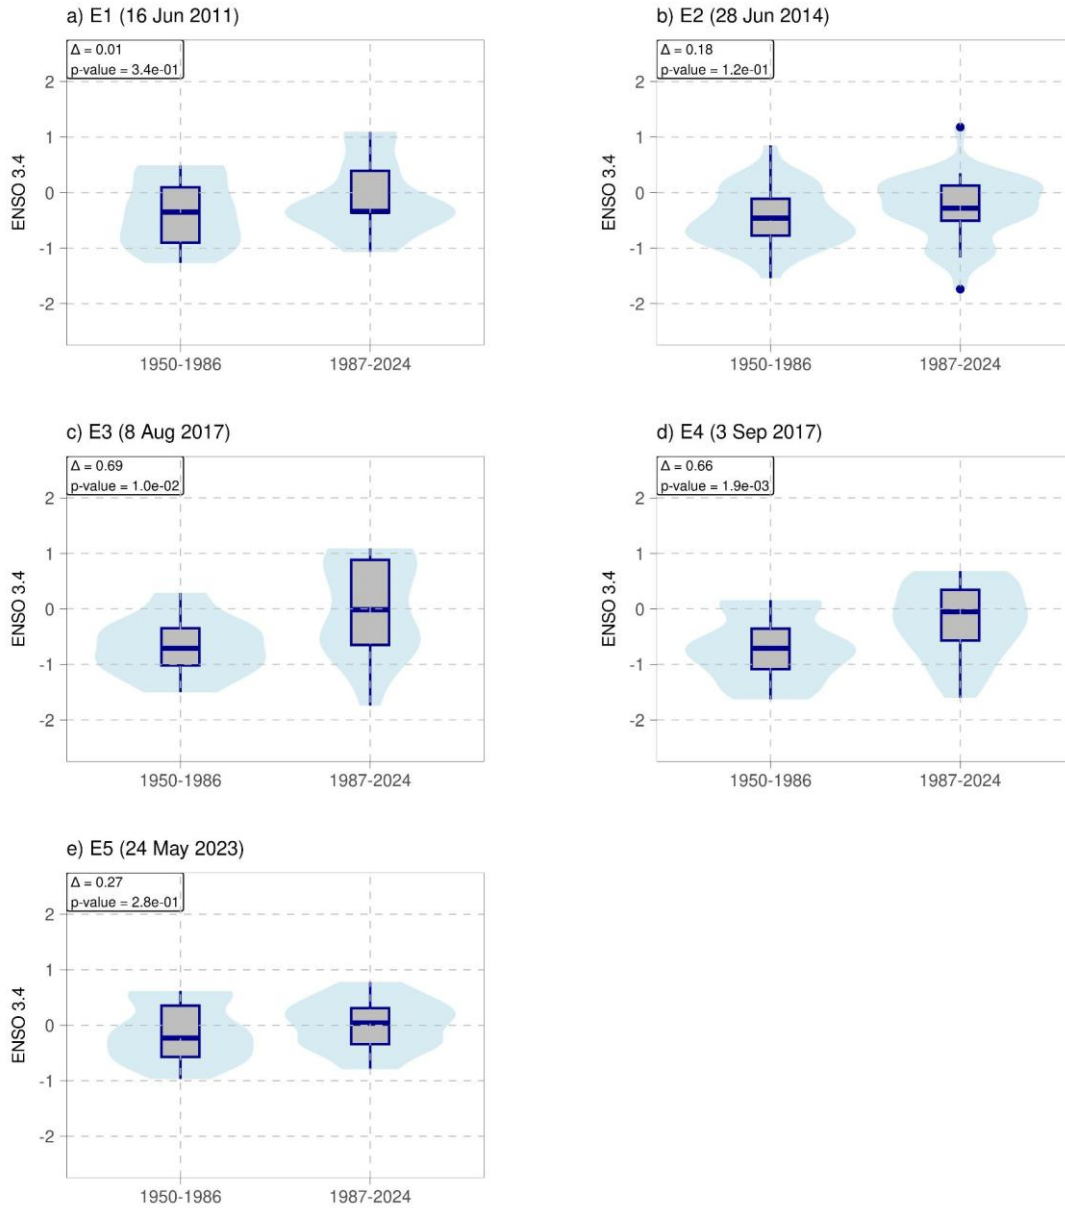 a) E1 (16 Jun 2011)
Δ = 0.01
p-value = 3.4e-01
2
1
0
-1
-2
ENSO 3.4
1950-1986 1987-2024
b) E2 (28 Jun 2014)
Δ = 0.18
p-value = 1.2e-01
2
1
0
-1
-2
ENSO 3.4
1950-1986 1987-2024
c) E3 (8 Aug 2017)
Δ = 0.69
p-value = 1.0e-02
2
1
0
-1
-2
ENSO 3.4
1950-1986 1987-2024
d) E4 (3 Sep 2017)
Δ = 0.66
p-value = 1.9e-03
2
1
0
-1
-2
ENSO 3.4
1950-1986 1987-2024
e) E5 (24 May 2023)
Δ = 0.27
p-value = 2.8e-01
2
1
0
-1
-2
ENSO 3.4
1950-1986 1987-2024